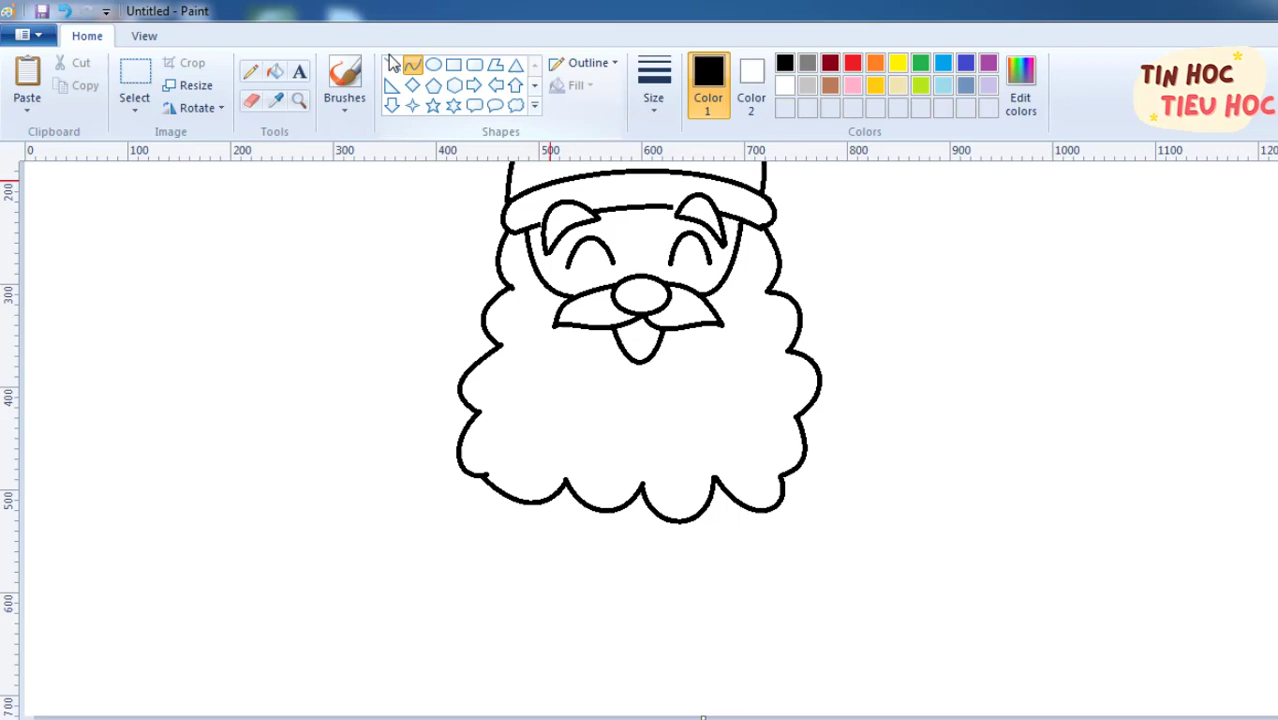 Untitled - Paint
Home View
Paste
Cut
Copy
Clipboard
Select
Crop
Resize
Rotate
Image
Tools
Brushes
Shapes
Outline
Fill
Size
Color 1
Color 2
Edit colors
Colors
TIN HOC
TIEU HOC
0 100 200 300 400 500 600 700 800 900 1000 1100 120
200
300
400
500
600
700